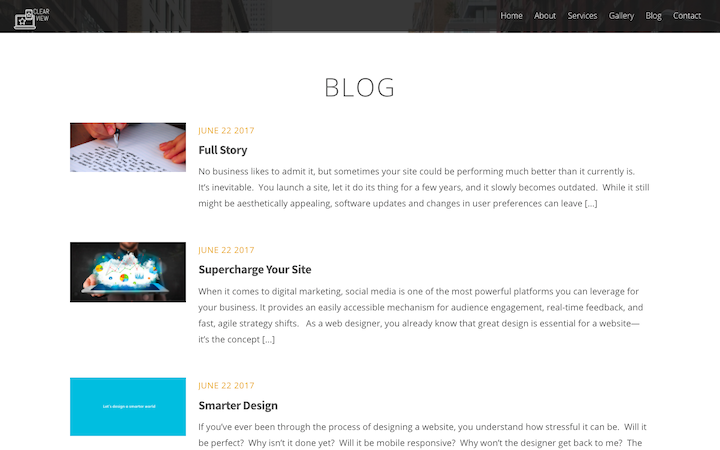 CLEAR
VIEW
Home About Services Gallery Blog Contact
BLOG
JUNE 22 2017
Full Story
No business likes to admit it, but sometimes your site could be performing much better than it currently is.
It’s inevitable.  You launch a site, let it do its thing for a few years, and it slowly becomes outdated.  While it still
might be aesthetically appealing, software updates and changes in user preferences can leave [...]
JUNE 22 2017
Supercharge Your Site
When it comes to digital marketing, social media is one of the most powerful platforms you can leverage for
your business. It provides an easily accessible mechanism for audience engagement, real-time feedback, and
fast, agile strategy shifts.   As a web designer, you already know that great design is essential for a website—
it’s the concept [...]
Let's design a smarter world
JUNE 22 2017
Smarter Design
If you’ve ever been through the process of designing a website, you understand how stressful it can be.  Will it
be perfect?  Why isn’t it done yet?  Will it be mobile responsive?  Why won’t the designer get back to me?  The